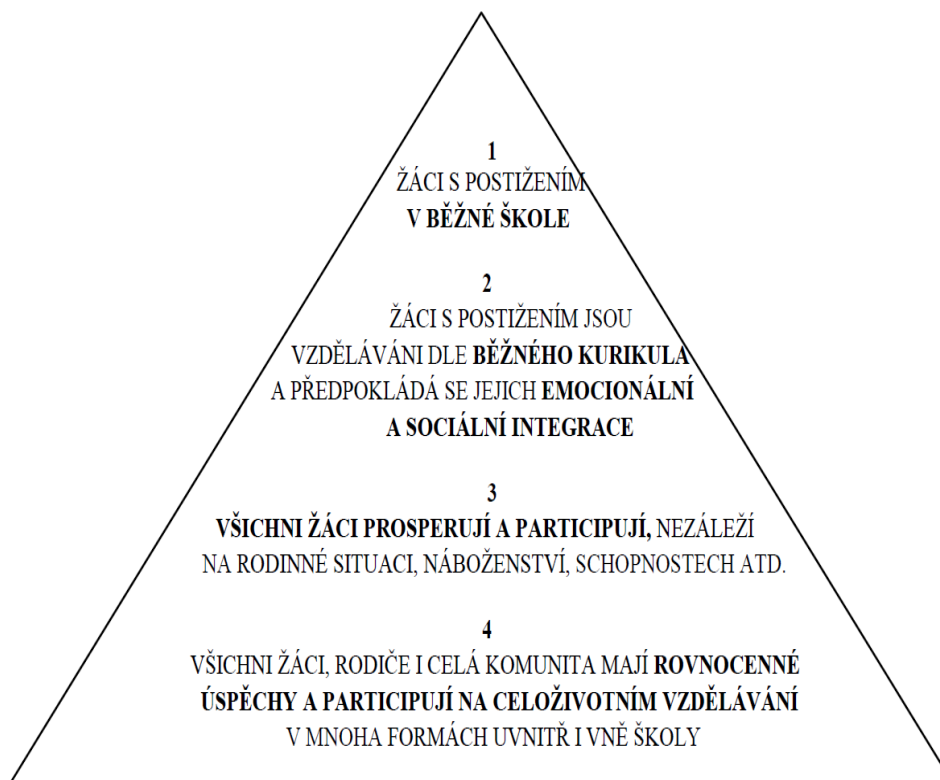 1
ŽÁCI S POSTIŽENÍM
V BĚŽNÉ ŠKOLE
2
ŽÁCI S POSTIŽENÍM JSOU
VZDĚLÁVÁNI DLE BĚŽNÉHO KURIKULA
A PŘEDPOKLÁDÁ SE JEJICH EMOCIONÁLNÍ
A SOCIÁLNÍ INTEGRACE
3
VŠICHNI ŽÁCI PROSPERUJÍ A PARTICIPUJÍ, NEZÁLEŽÍ
NA RODINNÉ SITUACI, NÁBOŽENSTVÍ, SCHOPNOSTECH ATD.
4
VŠICHNI ŽÁCI, RODIČE I CELÁ KOMUNITA MAJÍ ROVNOCENNÉ
ÚSPĚCHY A PARTICIPUJÍ NA CELOŽIVOTNÍM VZDĚLÁVÁNÍ
V MNOHA FORMÁCH UVNITŘ I VNĚ ŠKOLY